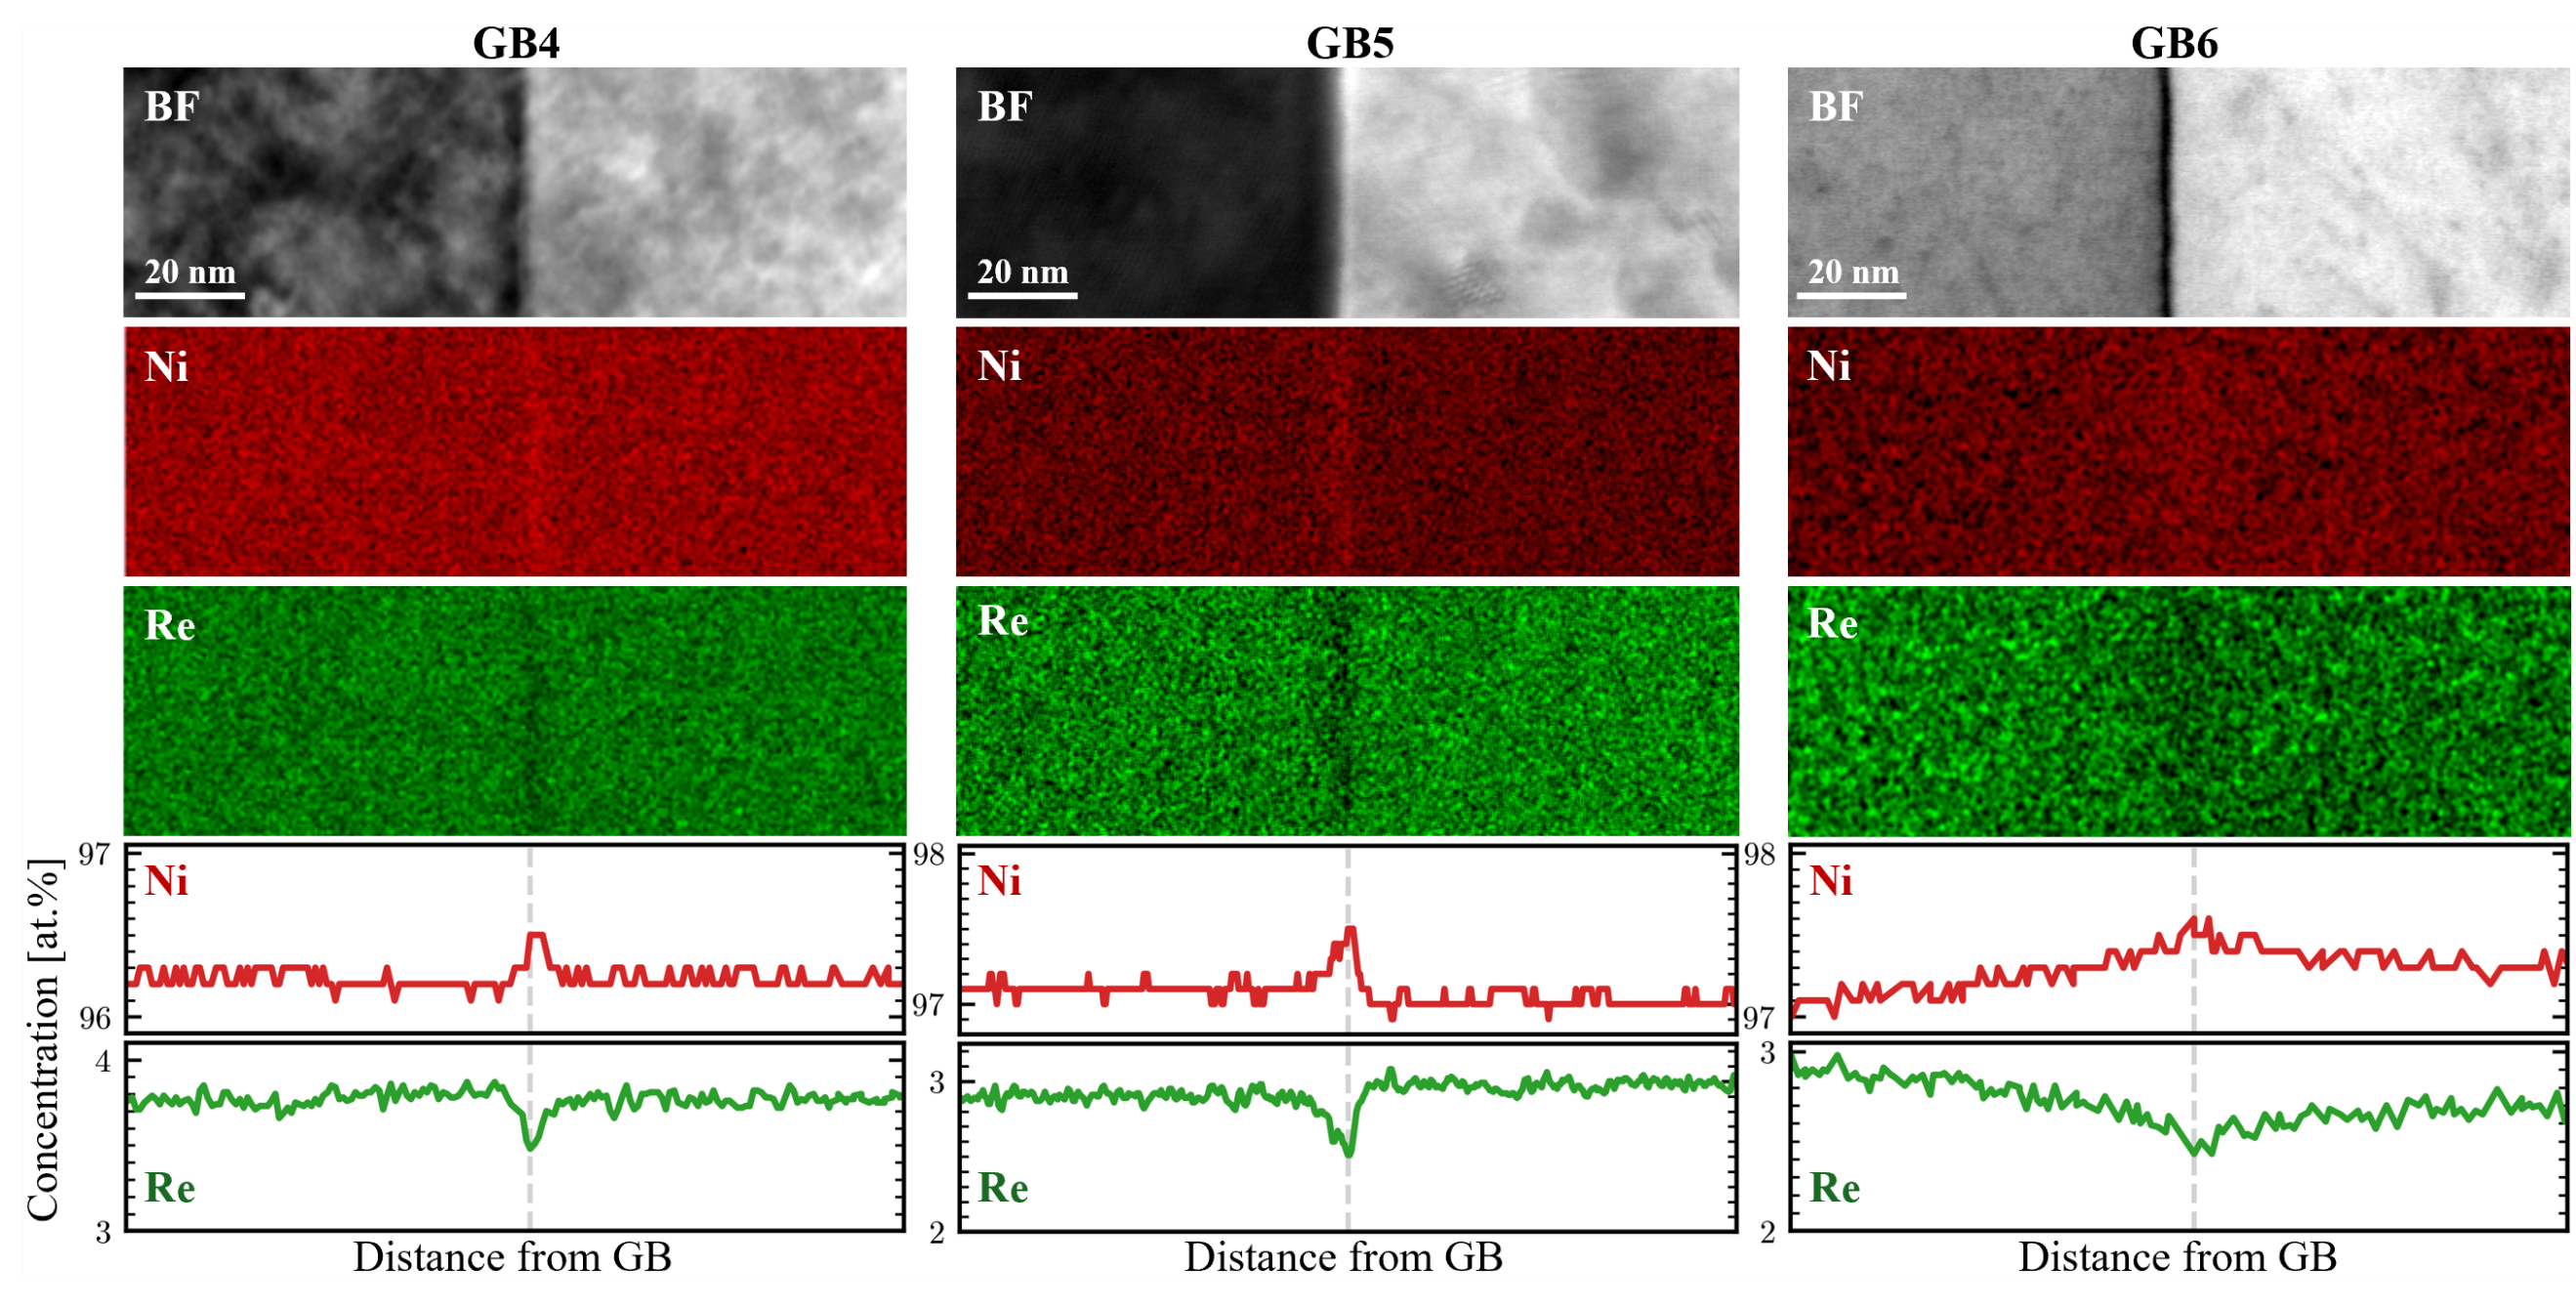 GB4 GB5 GB6
BF BF BF
20 nm 20 nm 20 nm
Ni Ni Ni
Re Re Re
Concentration [at.%]
97 98 98
Ni Ni Ni
96 97 97
4 3 3
Re Re Re
3 2 2
Distance from GB Distance from GB Distance from GB